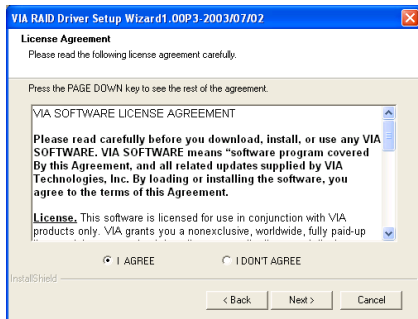 VIA RAID Driver Setup Wizard1.00P3-2003/07/02
License Agreement
Please read the following license agreement carefully.
Press the PAGE DOWN key to see the rest of the agreement.
VIA SOFTWARE LICENSE AGREEMENT
Please read carefully before you download, install, or use any VIA
SOFTWARE. VIA SOFTWARE means "software program covered
By this Agreement, and all related updates supplied by VIA
Technologies, Inc. By loading or installing the software, you
agree to the terms of this Agreement.
License. This software is licensed for use in conjunction with VIA
products only. VIA grants you a nonexclusive, worldwide, fully paid-up
I AGREE
I DON'T AGREE
InstallShield
< Back
Next >
Cancel